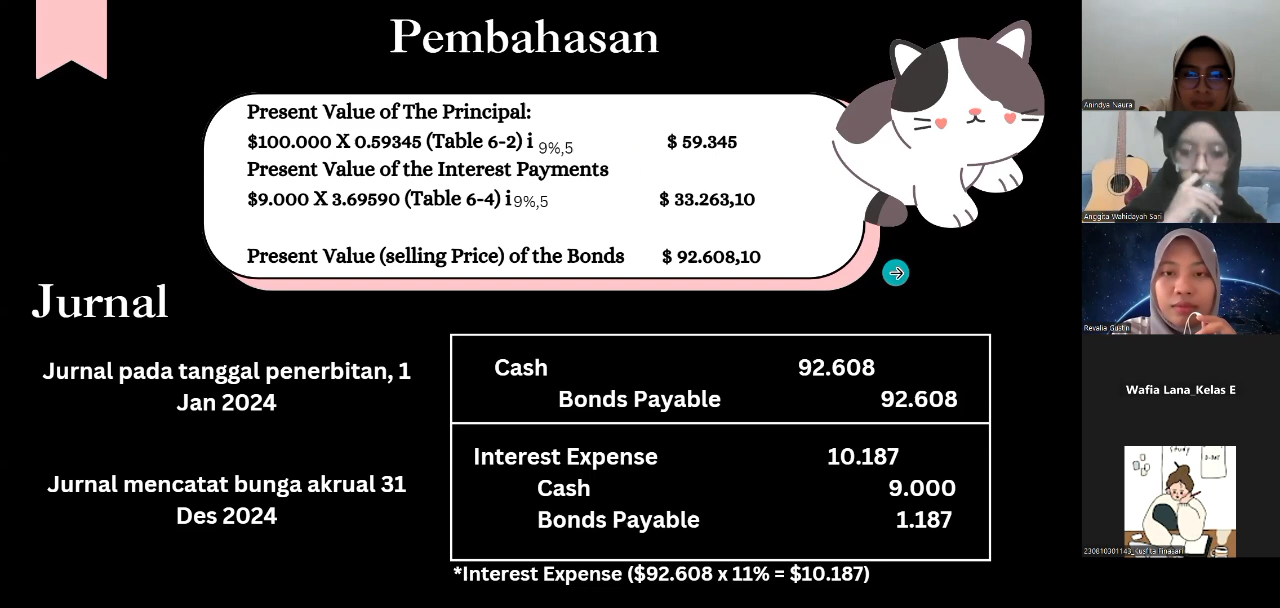 Pembahasan
Present Value of The Principal:
$100.000 X 0.59345 (Table 6-2) i 9%,5 $ 59.345
Present Value of the Interest Payments
$9.000 X 3.69590 (Table 6-4) i 9%,5 $ 33.263,10
Present Value (selling Price) of the Bonds $ 92.608,10
Jurnal
Jurnal pada tanggal penerbitan, 1
Jan 2024
Cash 92.608
Bonds Payable 92.608
Jurnal mencatat bunga akrual 31
Des 2024
Interest Expense 10.187
Cash 9.000
Bonds Payable 1.187
*Interest Expense ($92.608 x 11% = $10.187)
Anindya Naura
Anggita Wahidayah Sari
Revalia Gustin
Wafia Lana_Kelas E
Study